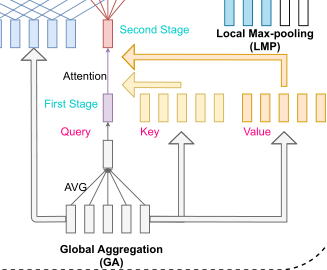 Second Stage
Local Max-pooling
(LMP)
Attention
First Stage
Query
Key
Value
AVG
Global Aggregation
(GA)